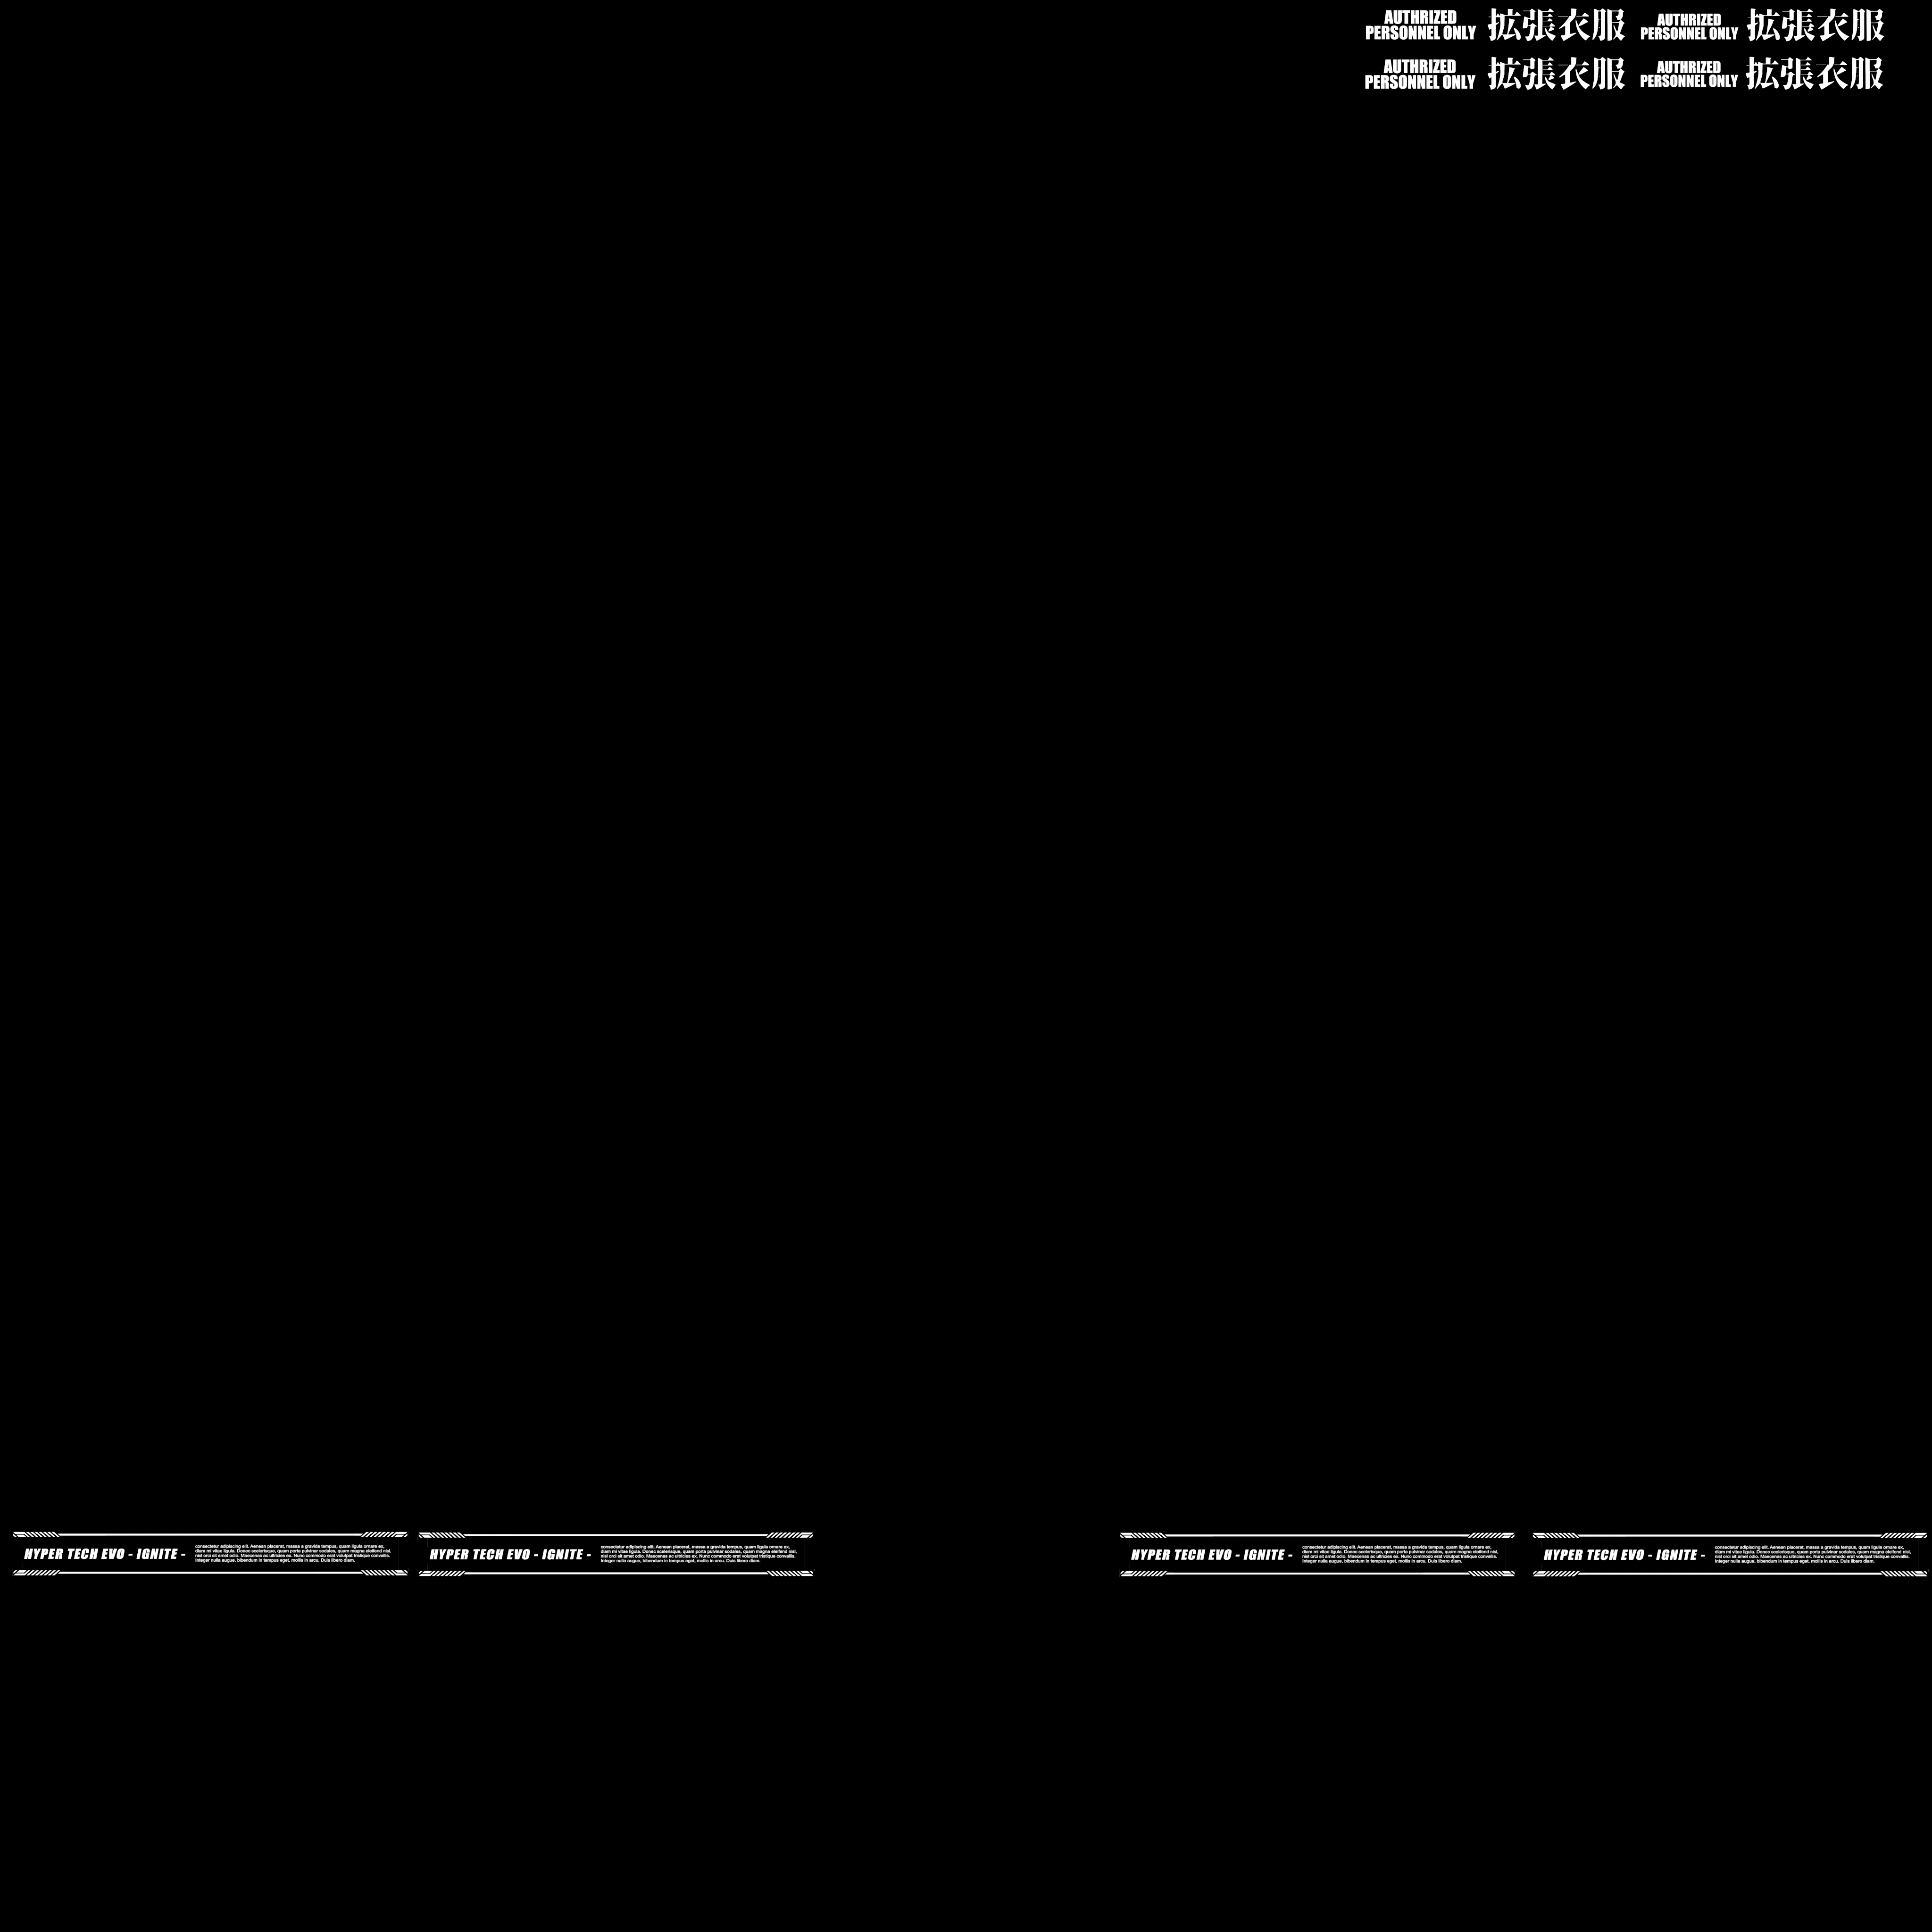 AUTHRIZED
PERSONNEL ONLY
拡張衣服
AUTHRIZED
PERSONNEL ONLY
拡張衣服
AUTHRIZED
PERSONNEL ONLY
拡張衣服
AUTHRIZED
PERSONNEL ONLY
拡張衣服
HYPER TECH EVO - IGNITE -
consectetur adipiscing elit. Aenean placerat, massa a gravida tempus, quam ligula ornare ex,
diam mi vitae ligula. Donec scelerisque, quam porta pulvinar sodales, quam magna eleifend nisl,
nisl orci sit amet odio. Maecenas ac ultricies ex. Nunc commodo erat volutpat tristique convallis.
Integer nulla augue, bibendum in tempus eget, mollis in arcu. Duis libero diam.
HYPER TECH EVO - IGNITE -
consectetur adipiscing elit. Aenean placerat, massa a gravida tempus, quam ligula ornare ex,
diam mi vitae ligula. Donec scelerisque, quam porta pulvinar sodales, quam magna eleifend nisl,
nisl orci sit amet odio. Maecenas ac ultricies ex. Nunc commodo erat volutpat tristique convallis.
Integer nulla augue, bibendum in tempus eget, mollis in arcu. Duis libero diam.
HYPER TECH EVO - IGNITE -
consectetur adipiscing elit. Aenean placerat, massa a gravida tempus, quam ligula ornare ex,
diam mi vitae ligula. Donec scelerisque, quam porta pulvinar sodales, quam magna eleifend nisl,
nisl orci sit amet odio. Maecenas ac ultricies ex. Nunc commodo erat volutpat tristique convallis.
Integer nulla augue, bibendum in tempus eget, mollis in arcu. Duis libero diam.
HYPER TECH EVO - IGNITE -
consectetur adipiscing elit. Aenean placerat, massa a gravida tempus, quam ligula ornare ex,
diam mi vitae ligula. Donec scelerisque, quam porta pulvinar sodales, quam magna eleifend nisl,
nisl orci sit amet odio. Maecenas ac ultricies ex. Nunc commodo erat volutpat tristique convallis.
Integer nulla augue, bibendum in tempus eget, mollis in arcu. Duis libero diam.